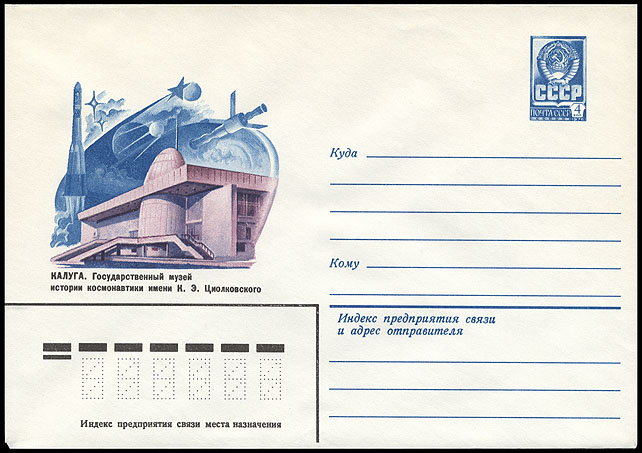 СССР
ПОЧТА СССР 4
Куда
Кому
КАЛУГА. Государственный музей
истории космонавтики имени К. Э. Циолковского
Индекс предприятия связи
и адрес отправителя
Индекс предприятия связи места назначения